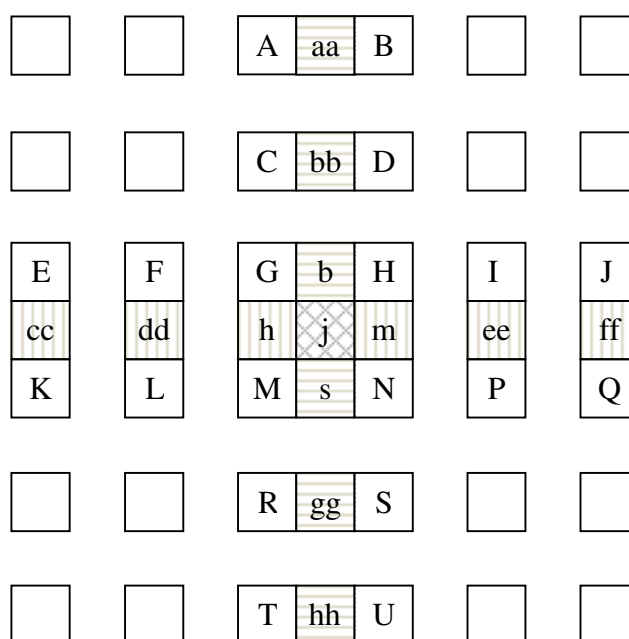 A aa B
C bb D
E F G b H I J
cc dd h j m ee ff
K L M s N P Q
R gg S
T hh U